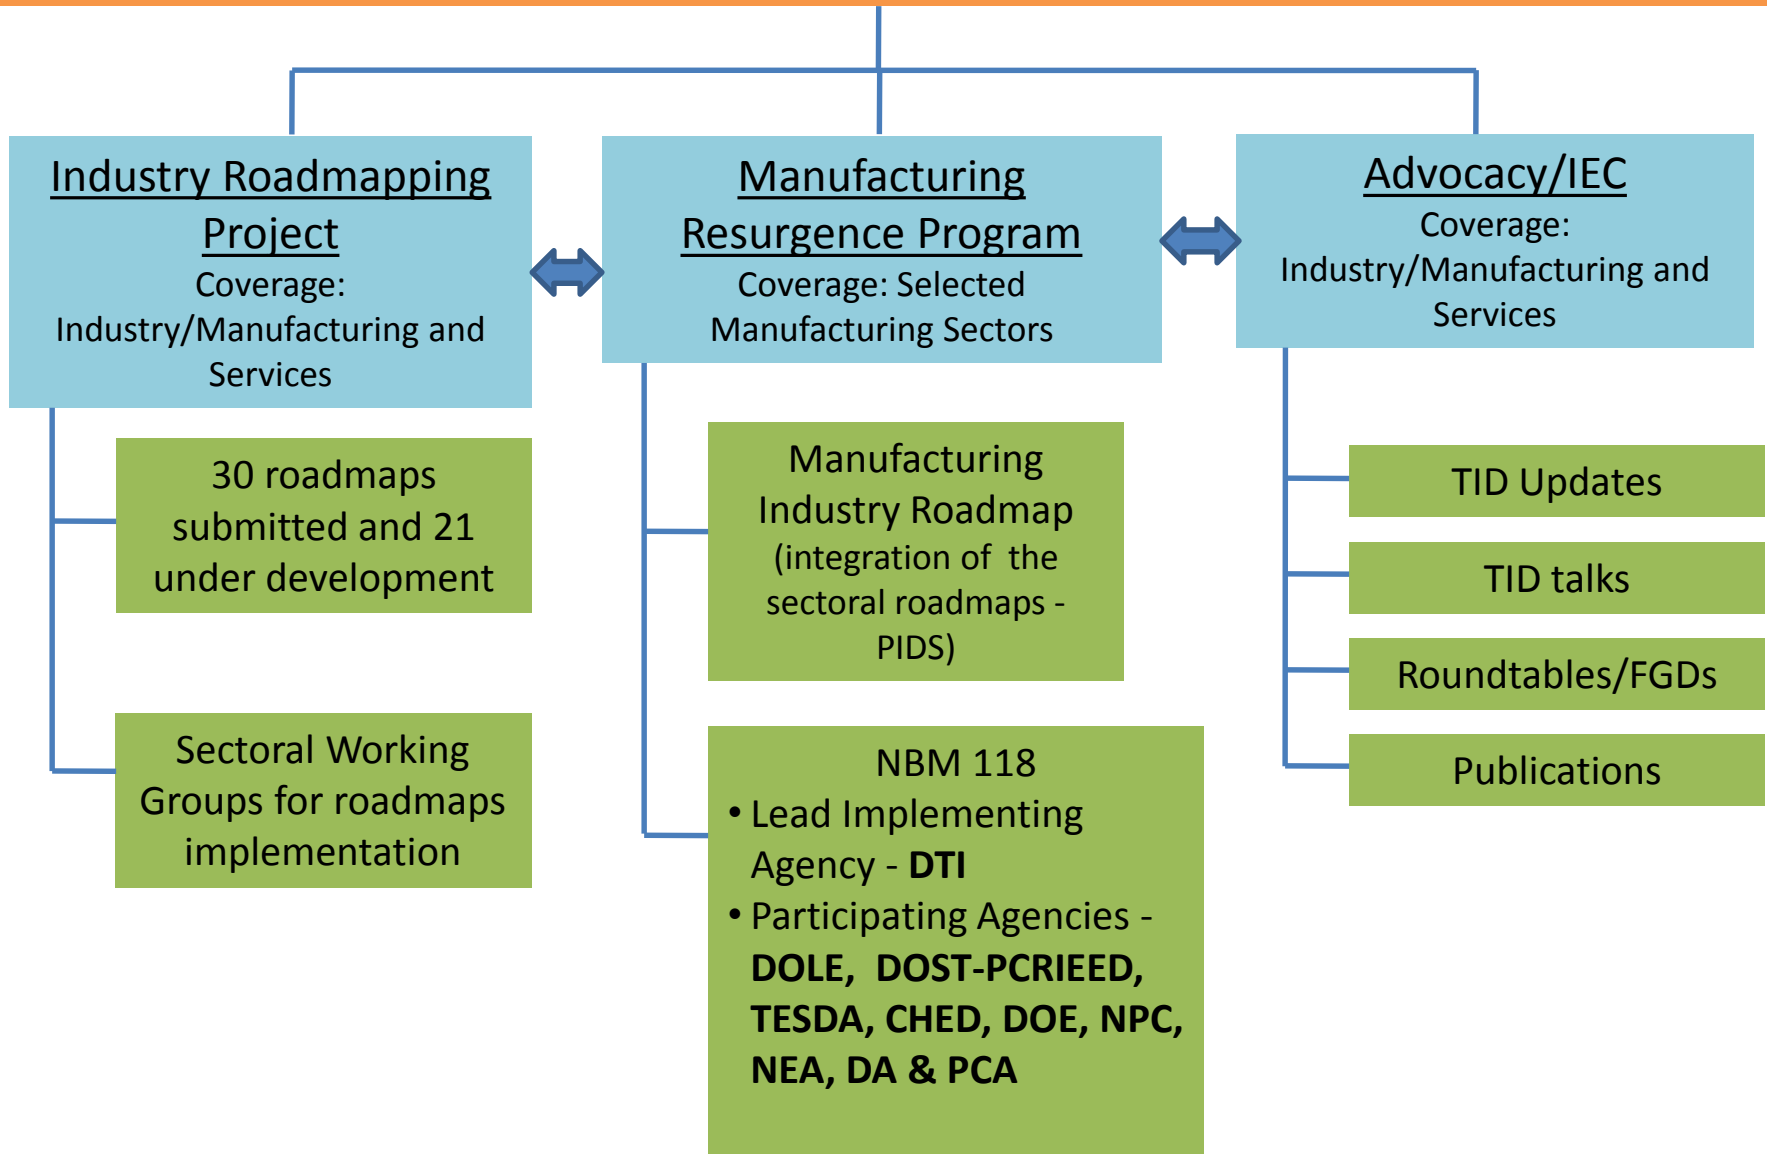 Industry Roadmapping
Project
Coverage:
Industry/Manufacturing and
Services
30 roadmaps
submitted and 21
under development
Sectoral Working
Groups for roadmaps
implementation
Manufacturing
Resurgence Program
Coverage: Selected
Manufacturing Sectors
Manufacturing
Industry Roadmap
(integration of the
sectoral roadmaps -
PIDS)
NBM 118
• Lead Implementing
Agency - DTI
• Participating Agencies -
DOLE, DOST-PCRIEED,
TESDA, CHED, DOE, NPC,
NEA, DA & PCA
Advocacy/IEC
Coverage:
Industry/Manufacturing and
Services
TID Updates
TID talks
Roundtables/FGDs
Publications